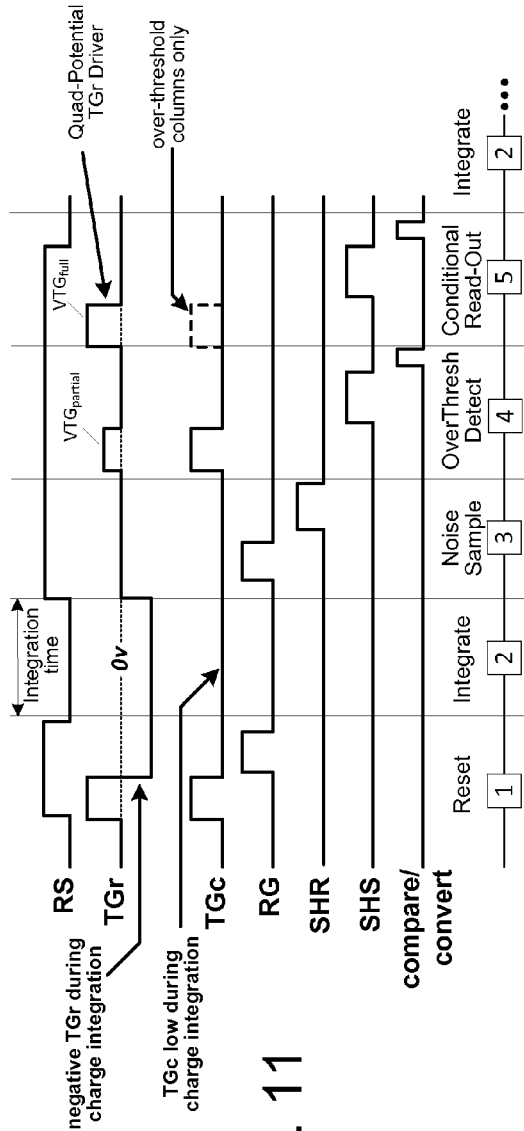 Quad-Potential
TGr Driver
over-threshold
columns only
VTGfull
VTGpartial
Integration
time
0v
RS
TGr
TGc
RG
SHR
SHS
compare/
convert
negative TGr during
charge integration
TGc low during
charge integration
. 11
Reset
Integrate
Noise
Sample
OverThresh
Detect
Conditional
Read-Out
Integrate
1
2
3
4
5
2
•••